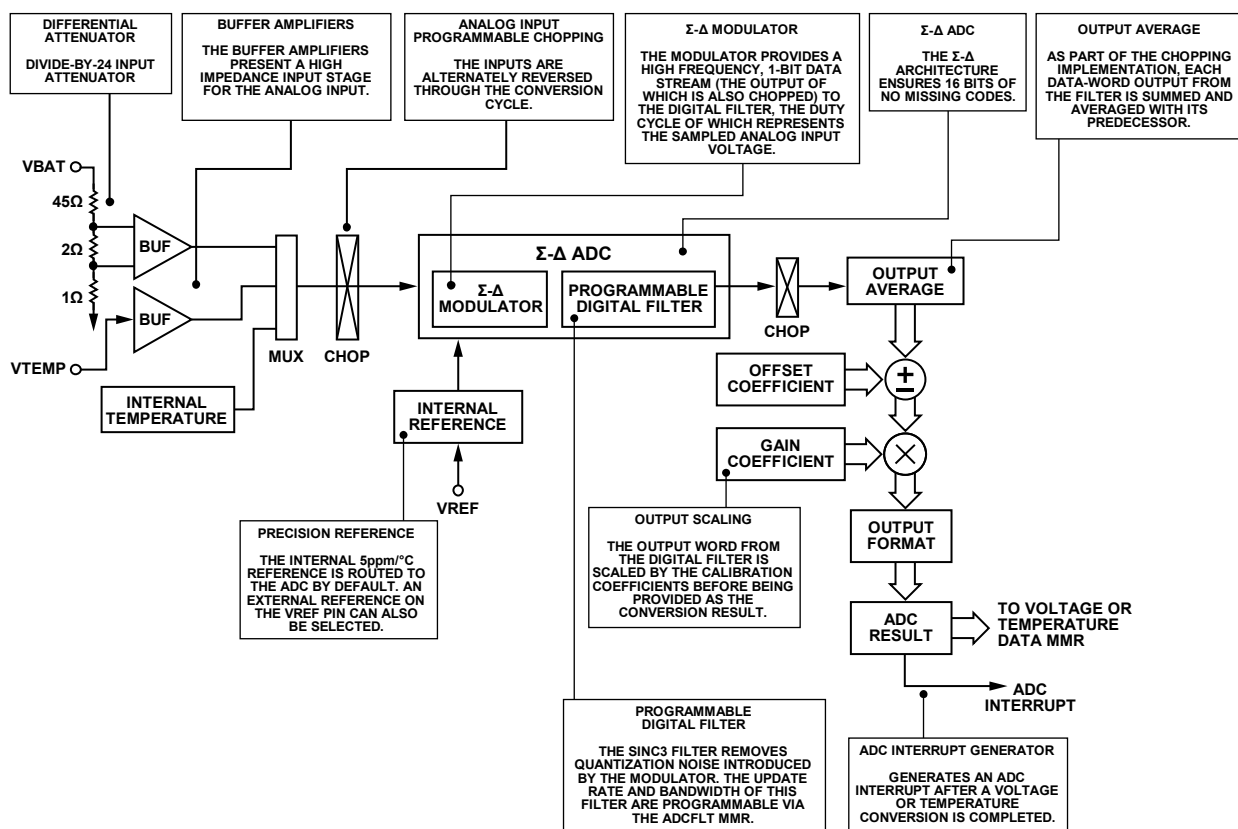 DIFFERENTIAL
ATTENUATOR
DIVIDE-BY-24 INPUT
ATTENUATOR
BUFFER AMPLIFIERS
THE BUFFER AMPLIFIERS
PRESENT A HIGH
IMPEDANCE INPUT STAGE
FOR THE ANALOG INPUT.
ANALOG INPUT
PROGRAMMABLE CHOPPING
THE INPUTS ARE
ALTERNATELY REVERSED
THROUGH THE CONVERSION
CYCLE.
Σ-Δ MODULATOR
THE MODULATOR PROVIDES A
HIGH FREQUENCY, 1-BIT DATA
STREAM (THE OUTPUT OF
WHICH IS ALSO CHOPPED) TO
THE DIGITAL FILTER, THE DUTY
CYCLE OF WHICH REPRESENTS
THE SAMPLED ANALOG INPUT
VOLTAGE.
Σ-Δ ADC
THE Σ-Δ
ARCHITECTURE
ENSURES 16 BITS OF
NO MISSING CODES.
OUTPUT AVERAGE
AS PART OF THE CHOPPING
IMPLEMENTATION, EACH
DATA-WORD OUTPUT FROM
THE FILTER IS SUMMED AND
AVERAGED WITH ITS
PREDECESSOR.
VBAT
45Ω
2Ω
1Ω
BUF
BUF
VTEMP
INTERNAL
TEMPERATURE
MUX
CHOP
Σ-Δ ADC
Σ-Δ
MODULATOR
PROGRAMMABLE
DIGITAL FILTER
CHOP
OUTPUT
AVERAGE
INTERNAL
REFERENCE
VREF
OFFSET
COEFFICIENT
±
GAIN
COEFFICIENT
×
OUTPUT
FORMAT
ADC
RESULT
TO VOLTAGE OR
TEMPERATURE
DATA MMR
ADC
INTERRUPT
PRECISION REFERENCE
THE INTERNAL 5ppm/°C
REFERENCE IS ROUTED TO
THE ADC BY DEFAULT. AN
EXTERNAL REFERENCE ON
THE VREF PIN CAN ALSO
BE SELECTED.
OUTPUT SCALING
THE OUTPUT WORD FROM
THE DIGITAL FILTER IS
SCALED BY THE CALIBRATION
COEFFICIENTS BEFORE BEING
PROVIDED AS THE
CONVERSION RESULT.
PROGRAMMABLE
DIGITAL FILTER
THE SINC3 FILTER REMOVES
QUANTIZATION NOISE INTRODUCED
BY THE MODULATOR. THE UPDATE
RATE AND BANDWIDTH OF THIS
FILTER ARE PROGRAMMABLE VIA
THE ADCFLT MMR.
ADC INTERRUPT GENERATOR
GENERATES AN ADC
INTERRUPT AFTER A VOLTAGE
OR TEMPERATURE
CONVERSION IS COMPLETED.